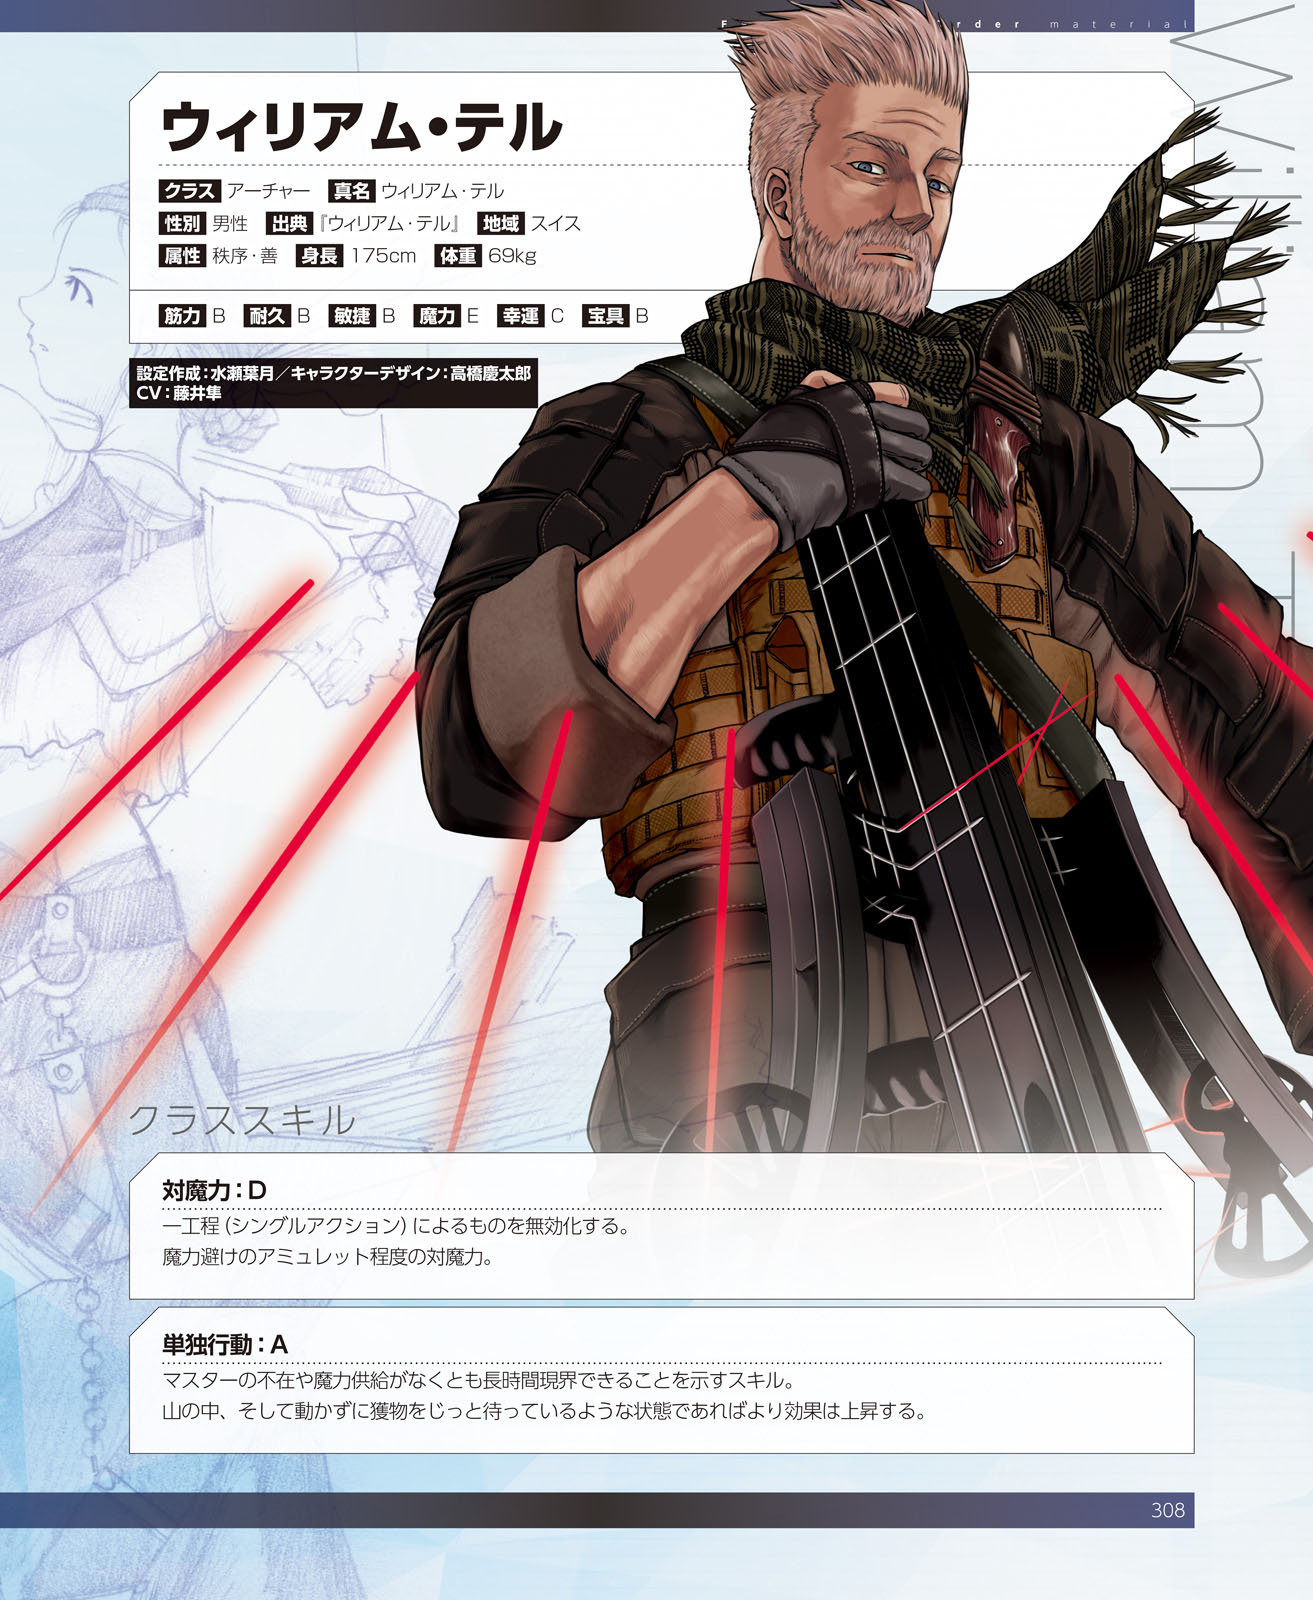 F rder material
ウィリアム・テル
クラス アーチャー 真名 ウィリアム・テル
性別 男性 出典 『ウィリアム・テル』 地域 スイス
属性 秩序・善 身長 175cm 体重 69kg
筋力 B 耐久 B 敏捷 B 魔力 E 幸運 C 宝具 B
設定作成：水瀬葉月／キャラクターデザイン：高橋慶太郎
CV：藤井隼
William T
クラススキル
対魔力：D
一工程（シングルアクション）によるものを無効化する。
魔力避けのアミュレット程度の対魔力。
単独行動：A
マスターの不在や魔力供給がなくとも長時間現界できることを示すスキル。
山の中、そして動かずに獲物をじっと待っているような状態であればより効果は上昇する。
308